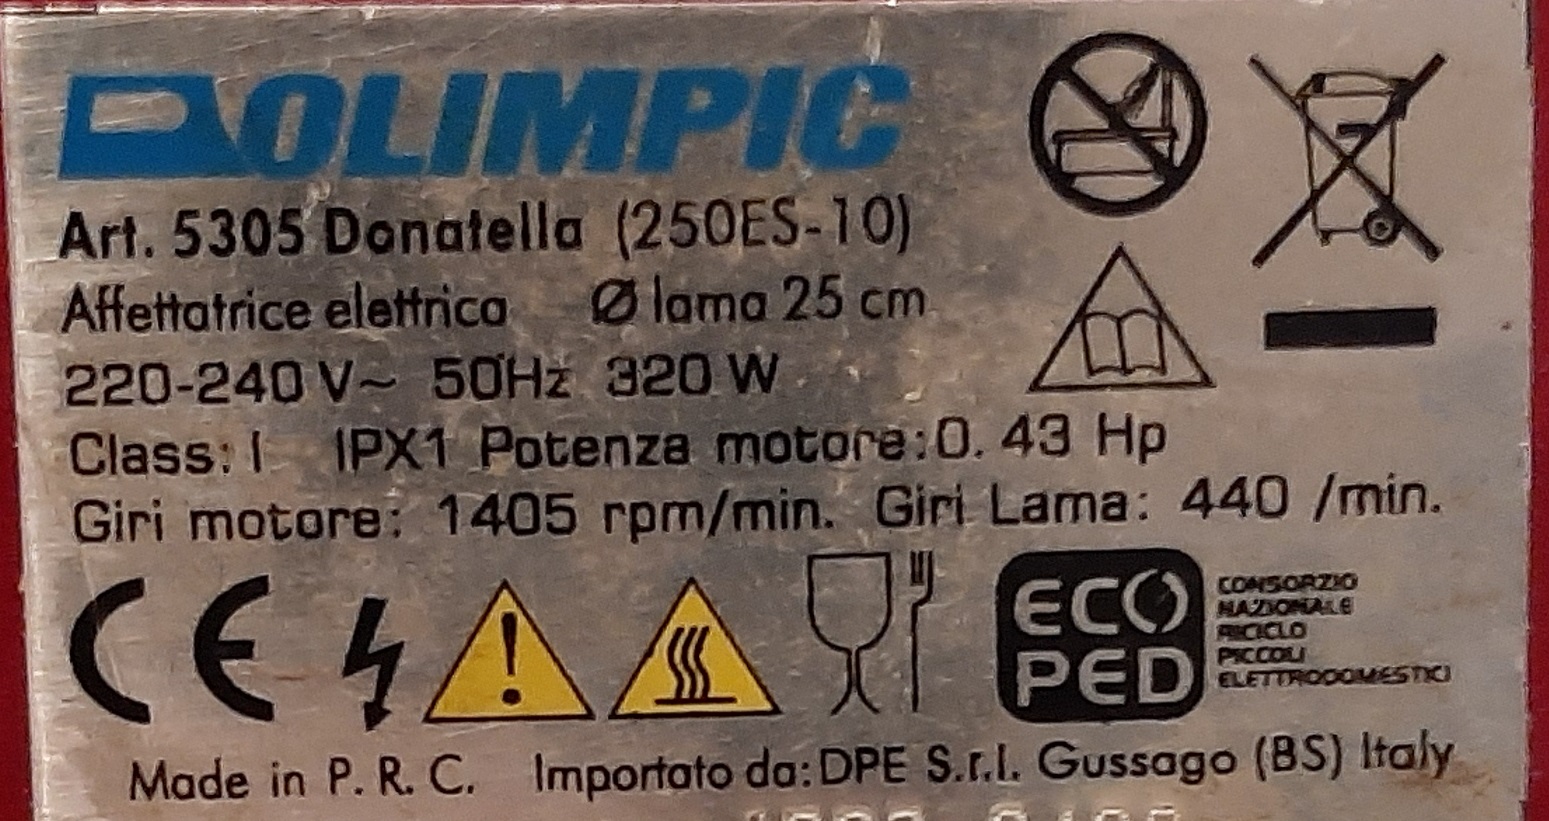 OLIMPIC
Art. 5305 Donatella (250ES-10)
Affettatrice elettrica Ø lama 25 cm
220-240 V~ 50Hz 320 W
Class: I IPX1 Potenza motore:0. 43 Hp
Giri motore: 1405 rpm/min. Giri Lama: 440 /min.
CE
ECO
PED
CONSORZIO
NAZIONALE
RICICLO
PICCOLI
ELETTRODOMESTICI
Made in P. R. C. Importato da: DPE S.r.l. Gussago (BS) Italy